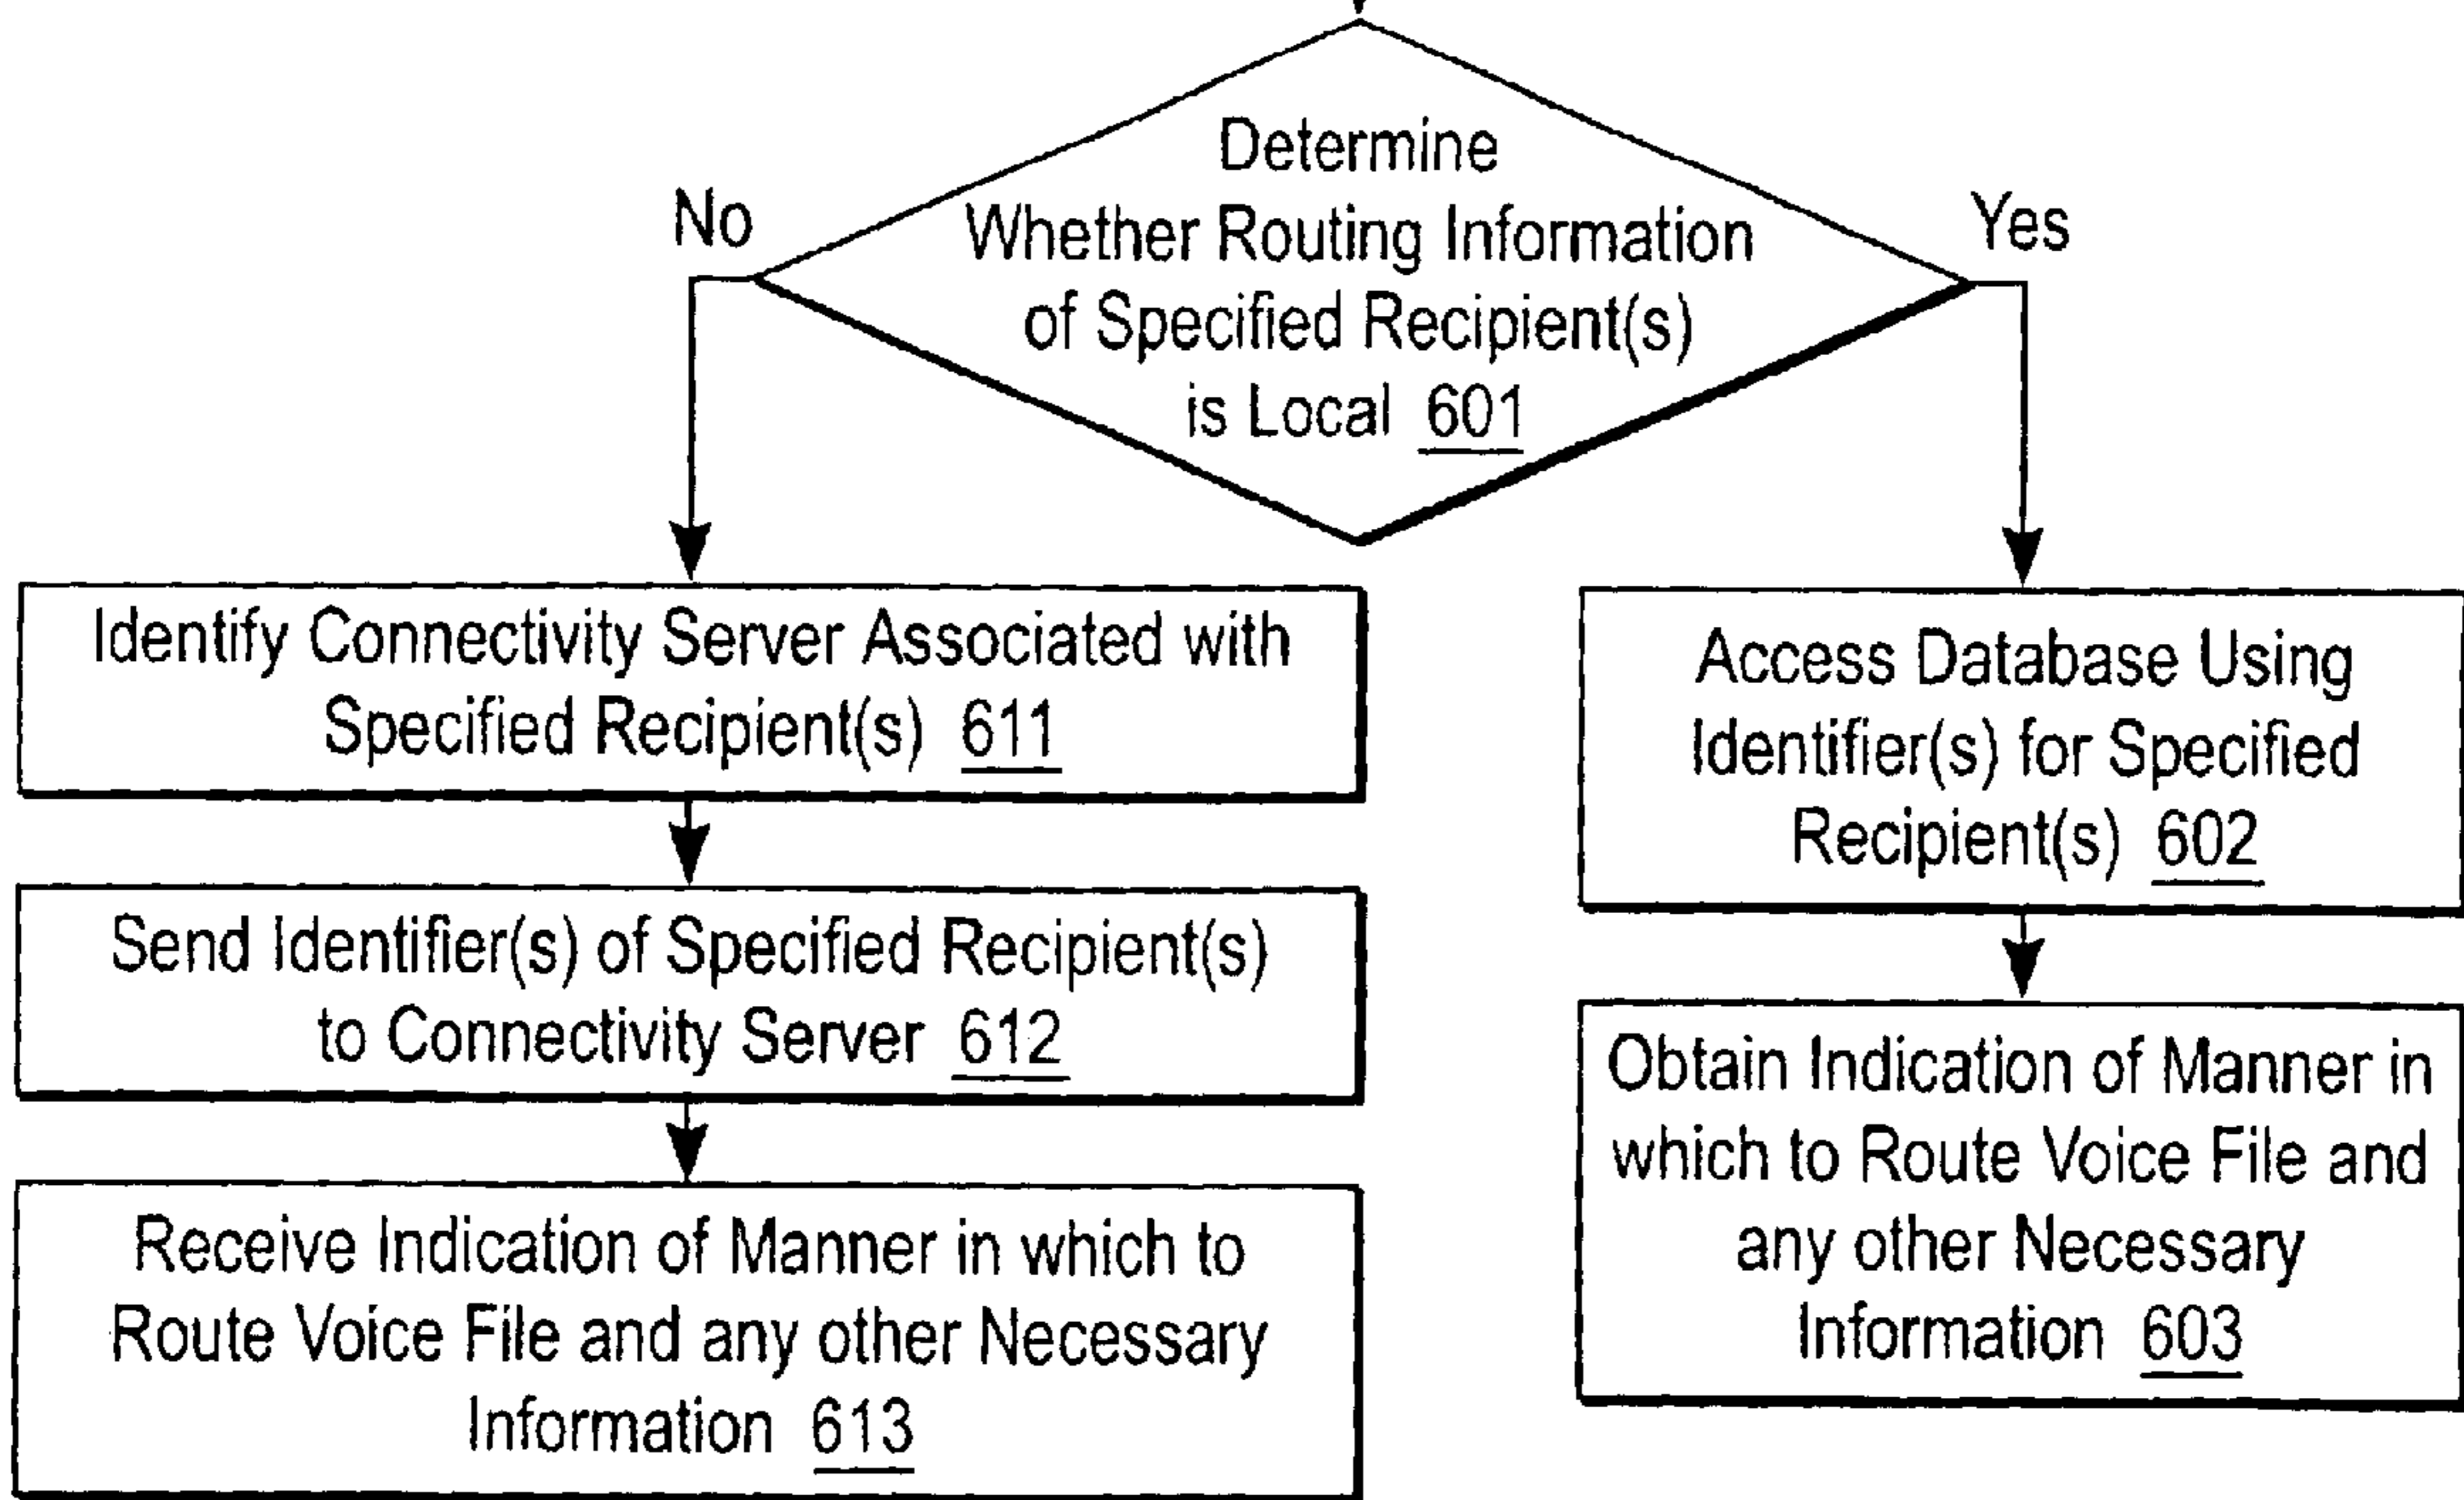 Determine
Whether Routing Information
of Specified Recipient(s)
is Local 601
No
Yes
Identify Connectivity Server Associated with
Specified Recipient(s) 611
Send Identifier(s) of Specified Recipient(s)
to Connectivity Server 612
Receive Indication of Manner in which to
Route Voice File and any other Necessary
Information 613
Access Database Using
Identifier(s) for Specified
Recipient(s) 602
Obtain Indication of Manner in
which to Route Voice File and
any other Necessary
Information 603